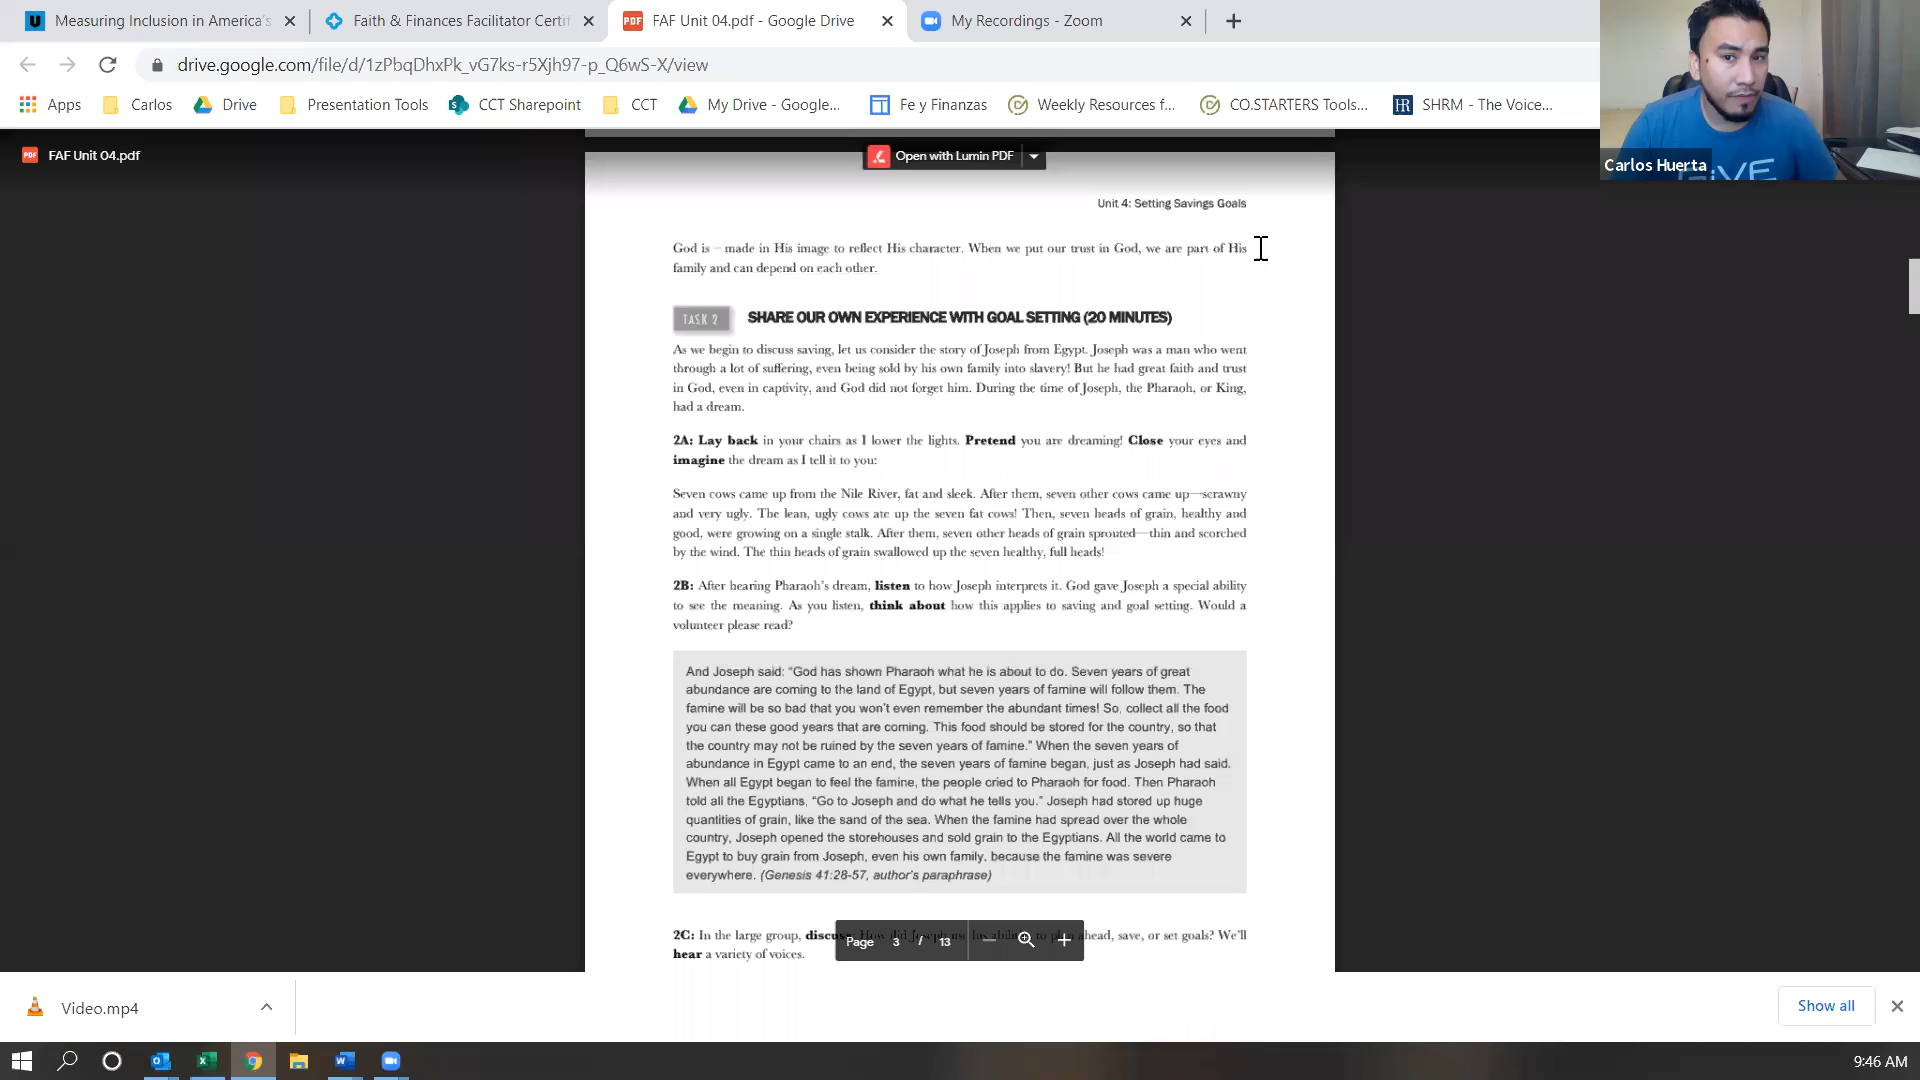 Measuring Inclusion in America's
Faith & Finances Facilitator Certif
FAF Unit 04.pdf - Google Drive
My Recordings - Zoom
drive.google.com/file/d/1zPbqDhxPk_vG7ks-r5Xjh97-p_Q6wS-X/view
Apps
Carlos
Drive
Presentation Tools
CCT Sharepoint
CCT
My Drive - Google...
Fe y Finanzas
Weekly Resources f...
CO.STARTERS Tools...
SHRM - The Voice...
Carlos Huerta
GiVE
PDF FAF Unit 04.pdf
Open with Lumin PDF
Unit 4: Setting Savings Goals
God is – made in His image to reflect His character. When we put our trust in God, we are part of His
family and can depend on each other.
TASK 2 SHARE OUR OWN EXPERIENCE WITH GOAL SETTING (20 MINUTES)
As we begin to discuss saving, let us consider the story of Joseph from Egypt. Joseph was a man who went
through a lot of suffering, even being sold by his own family into slavery! But he had great faith and trust
in God, even in captivity, and God did not forget him. During the time of Joseph, the Pharaoh, or King,
had a dream.
2A: Lay back in your chairs as I lower the lights. Pretend you are dreaming! Close your eyes and
imagine the dream as I tell it to you:
Seven cows came up from the Nile River, fat and sleek. After them, seven other cows came up—scrawny
and very ugly. The lean, ugly cows ate up the seven fat cows! Then, seven heads of grain, healthy and
good, were growing on a single stalk. After them, seven other heads of grain sprouted—thin and scorched
by the wind. The thin heads of grain swallowed up the seven healthy, full heads!
2B: After hearing Pharaoh's dream, listen to how Joseph interprets it. God gave Joseph a special ability
to see the meaning. As you listen, think about how this applies to saving and goal setting. Would a
volunteer please read?
And Joseph said: "God has shown Pharaoh what he is about to do. Seven years of great
abundance are coming to the land of Egypt, but seven years of famine will follow them. The
famine will be so bad that you won't even remember the abundant times! So, collect all the food
you can these good years that are coming. This food should be stored for the country, so that
the country may not be ruined by the seven years of famine." When the seven years of
abundance in Egypt came to an end, the seven years of famine began, just as Joseph had said.
When all Egypt began to feel the famine, the people cried to Pharaoh for food. Then Pharaoh
told all the Egyptians, "Go to Joseph and do what he tells you." Joseph had stored up huge
quantities of grain, like the sand of the sea. When the famine had spread over the whole
country, Joseph opened the storehouses and sold grain to the Egyptians. All the world came to
Egypt to buy grain from Joseph, even his own family, because the famine was severe
everywhere. (Genesis 41:28-57, author's paraphrase)
2C: In the large group, discuss: How did Joseph use his ability to plan ahead, save, or set goals? We'll
hear a variety of voices.
Page 3 / 13
Video.mp4
Show all
9:46 AM